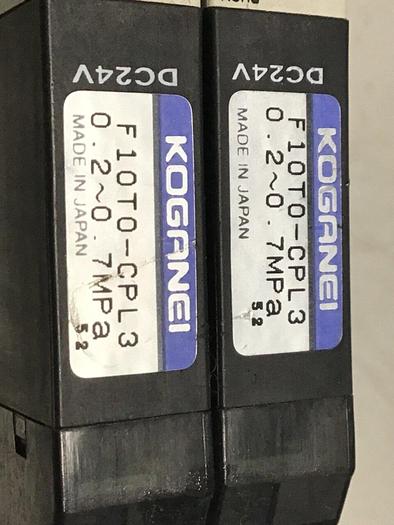 DC24V
KOGANEI
F10T0-CPL3
0.2~0.7MPa
52
MADE IN JAPAN
DC24V
KOGANEI
F10T0-CPL3
0.2~0.7MPa
52
MADE IN JAPAN